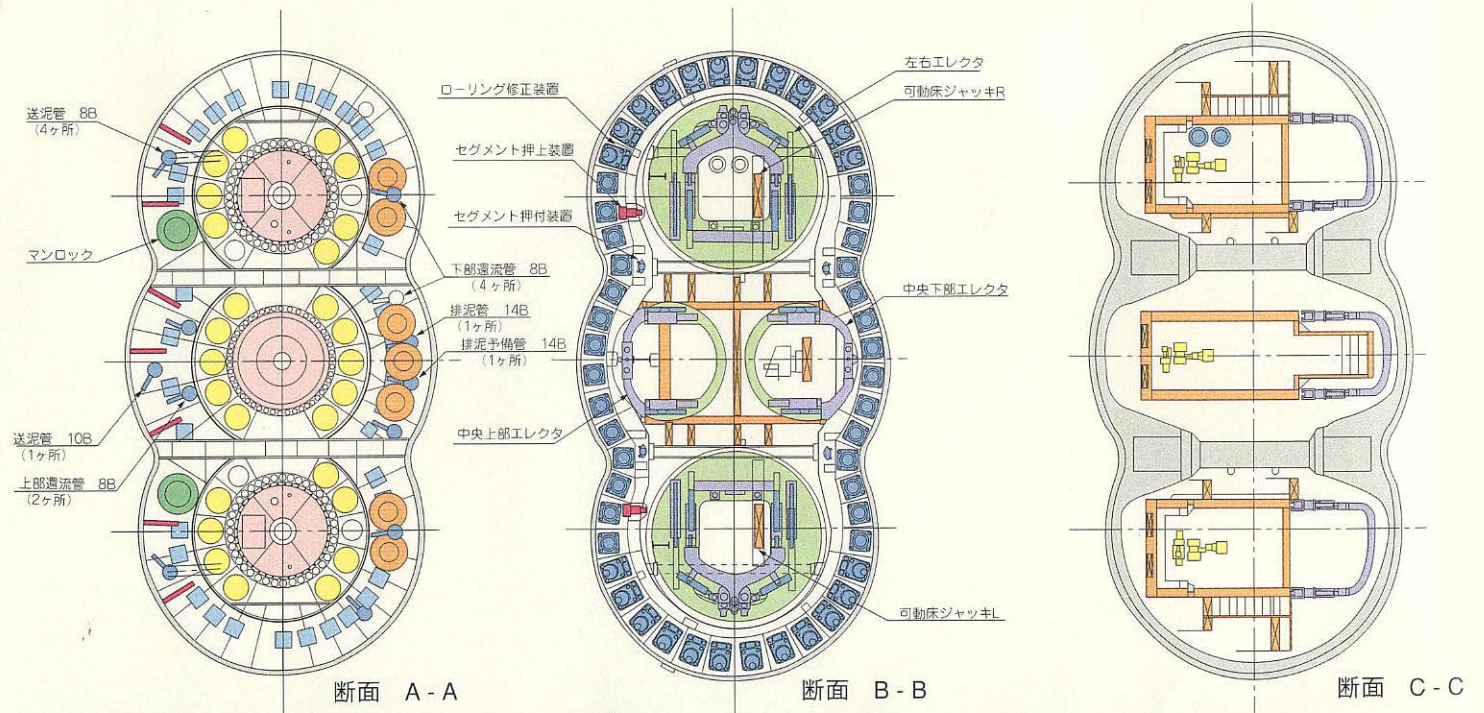 送泥管 8B
(4ヶ所)
マンロック
送泥管 10B
(1ヶ所)
上部還流管 8B
(2ヶ所)
下部還流管 8B
(4ヶ所)
排泥管 14B
(1ヶ所)
排泥予備管 14B
(1ヶ所)
断面 A-A
ローリング修正装置
セグメント押上装置
セグメント押付装置
中央上部エレクタ
左右エレクタ
可動床ジャッキR
中央下部エレクタ
可動床ジャッキL
断面 B-B
断面 C-C